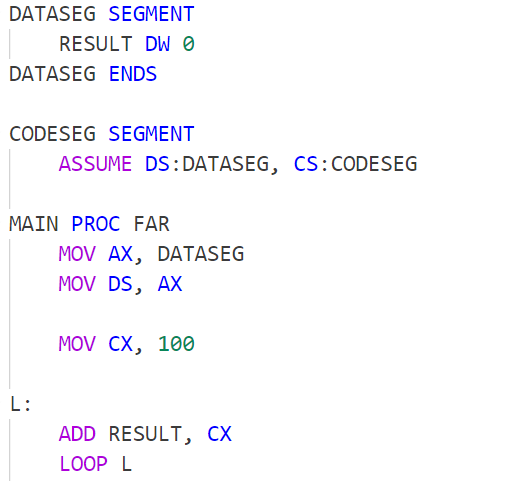 DATASEG SEGMENT
RESULT DW 0
DATASEG ENDS
CODESEG SEGMENT
ASSUME DS:DATASEG, CS:CODESEG
MAIN PROC FAR
MOV AX, DATASEG
MOV DS, AX
MOV CX, 100
L:
ADD RESULT, CX
LOOP L